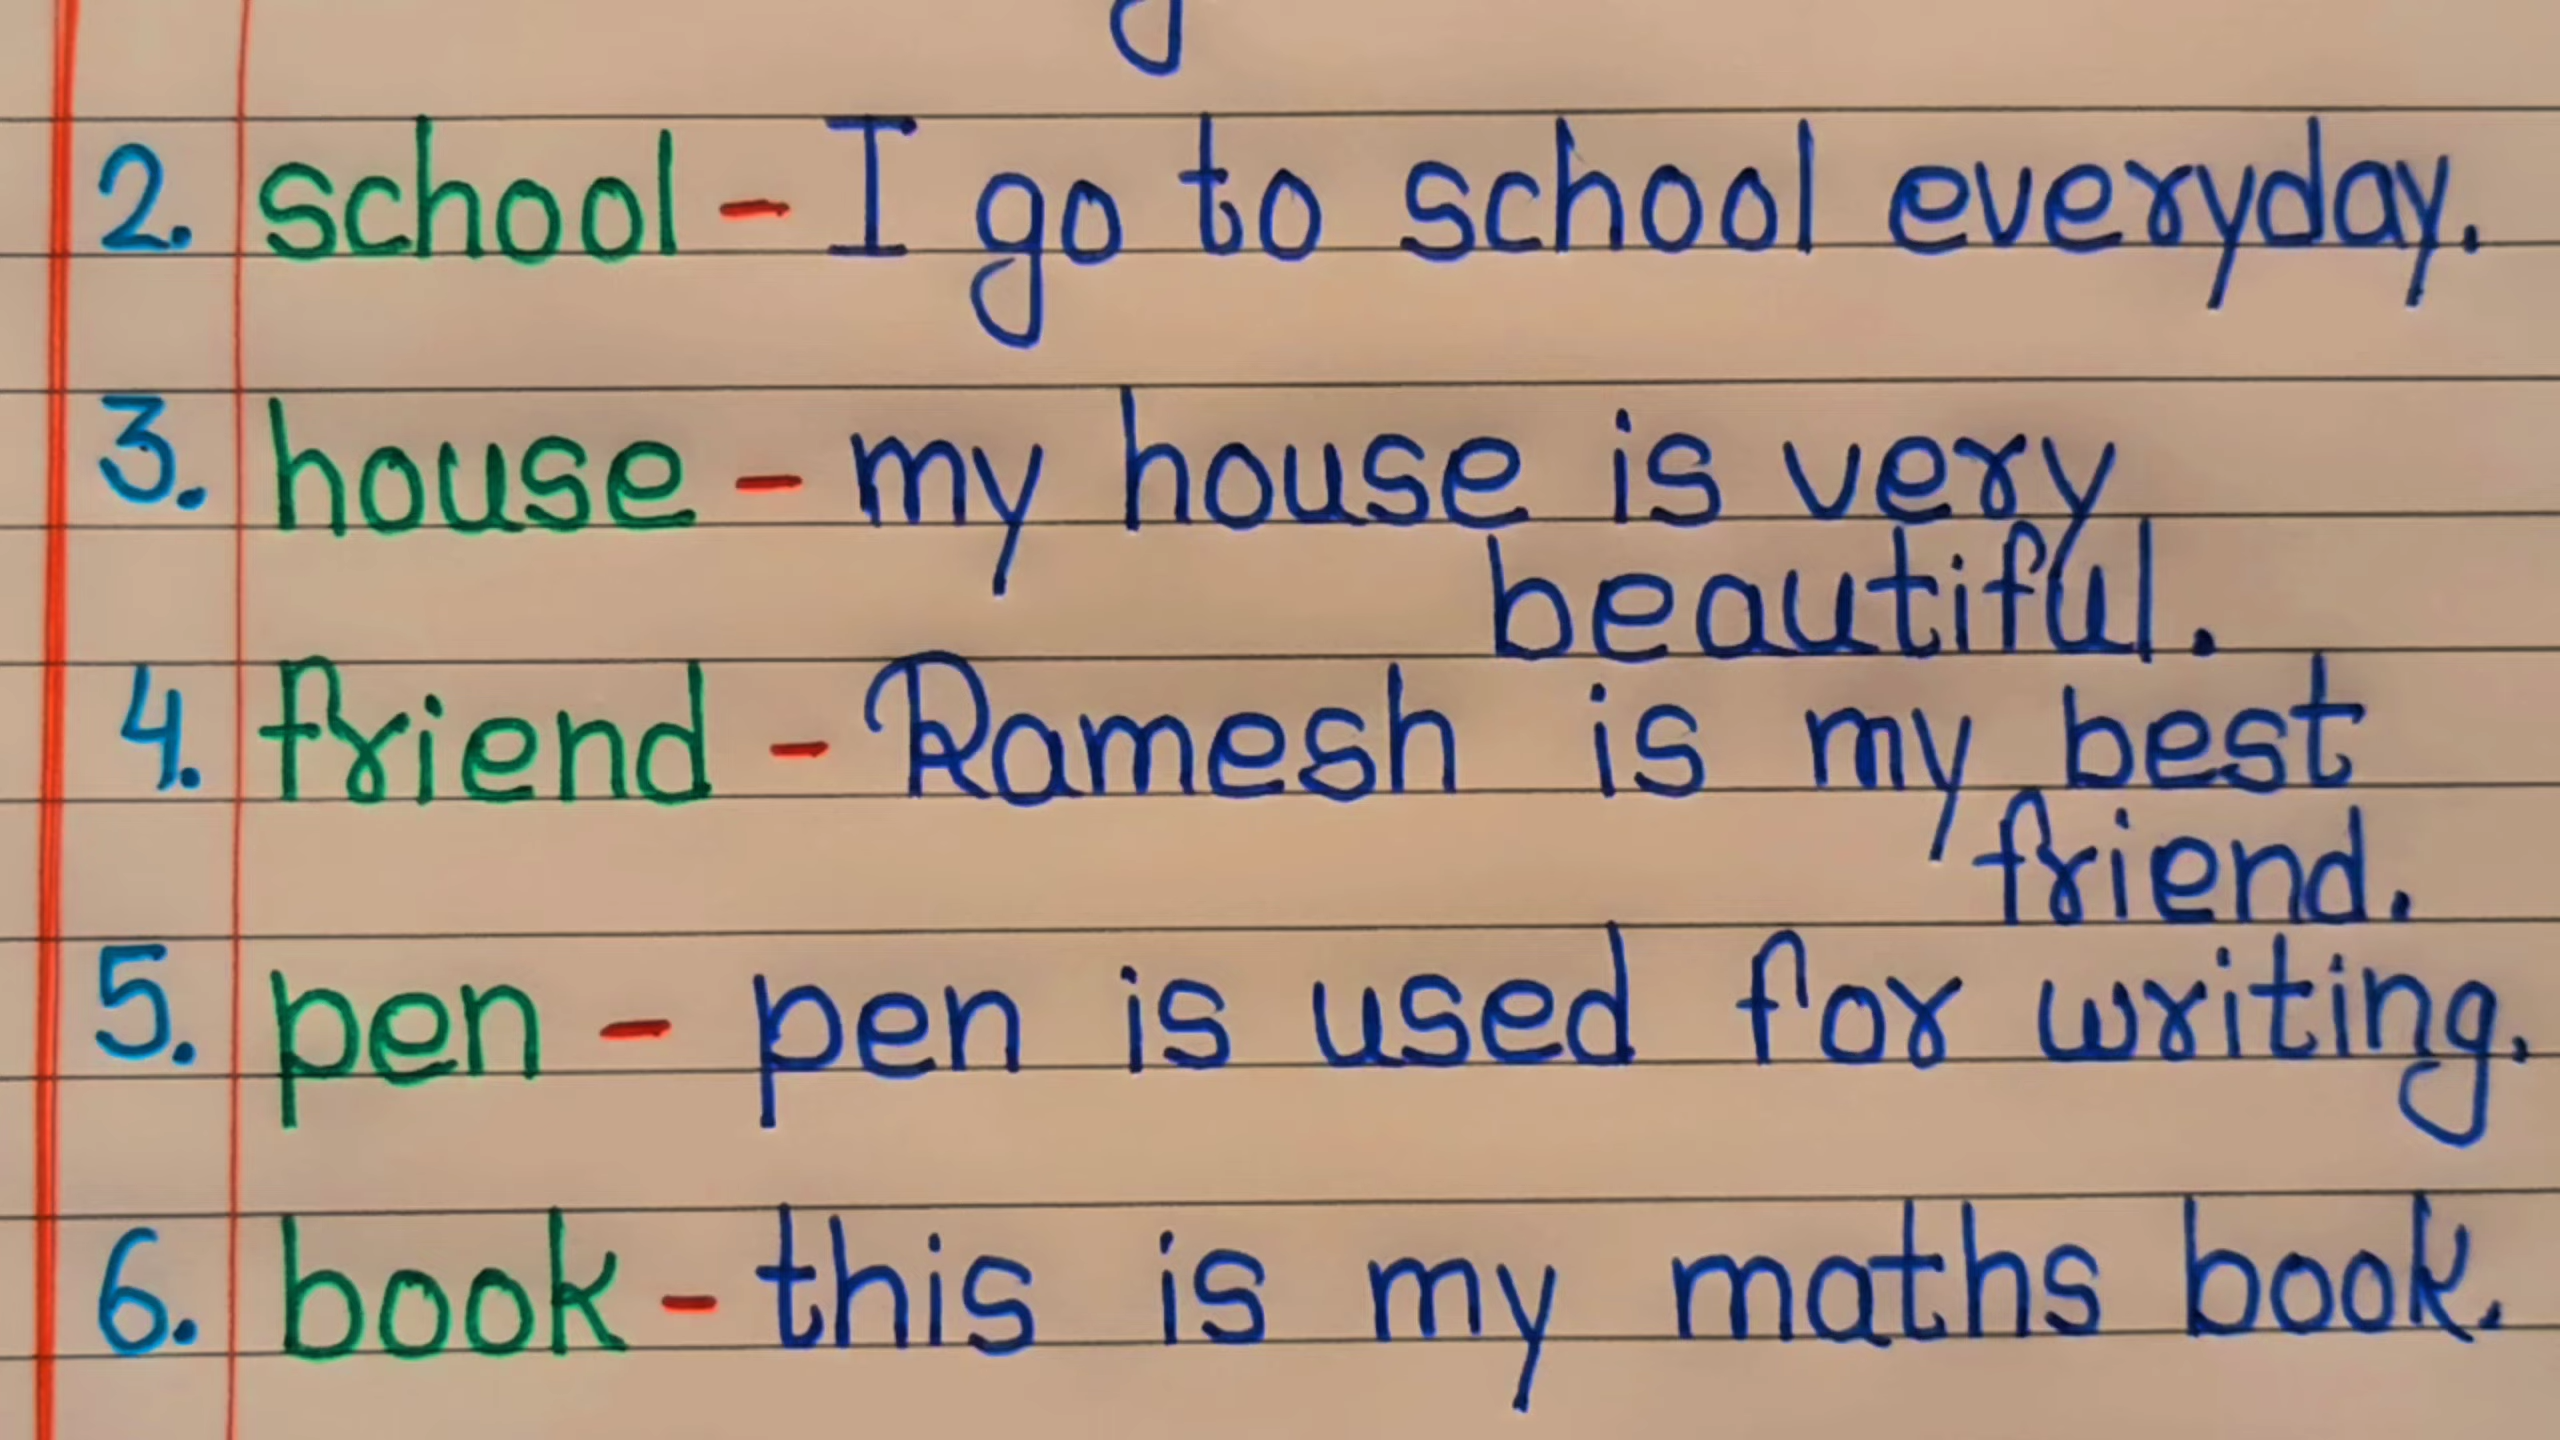 2. school - I go to school everyday.
3. house - my house is very
beautiful.
4. friend - Ramesh is my best
friend.
5. pen - pen is used for writing.
6. book - this is my maths book.